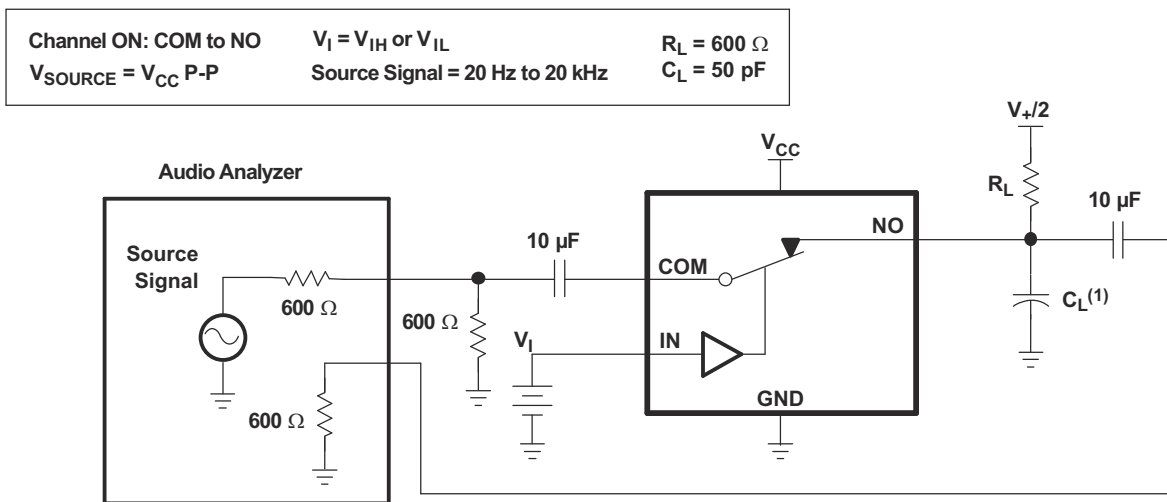 Channel ON: COM to NO
V_I = V_IH or V_IL
R_L = 600 Ω
V_SOURCE = V_CC P-P
Source Signal = 20 Hz to 20 kHz
C_L = 50 pF
V_+/2
V_CC
Audio Analyzer
R_L
10 µF
NO
Source
Signal
10 µF
COM
600 Ω
600 Ω
C_L(1)
V_I
IN
GND
600 Ω